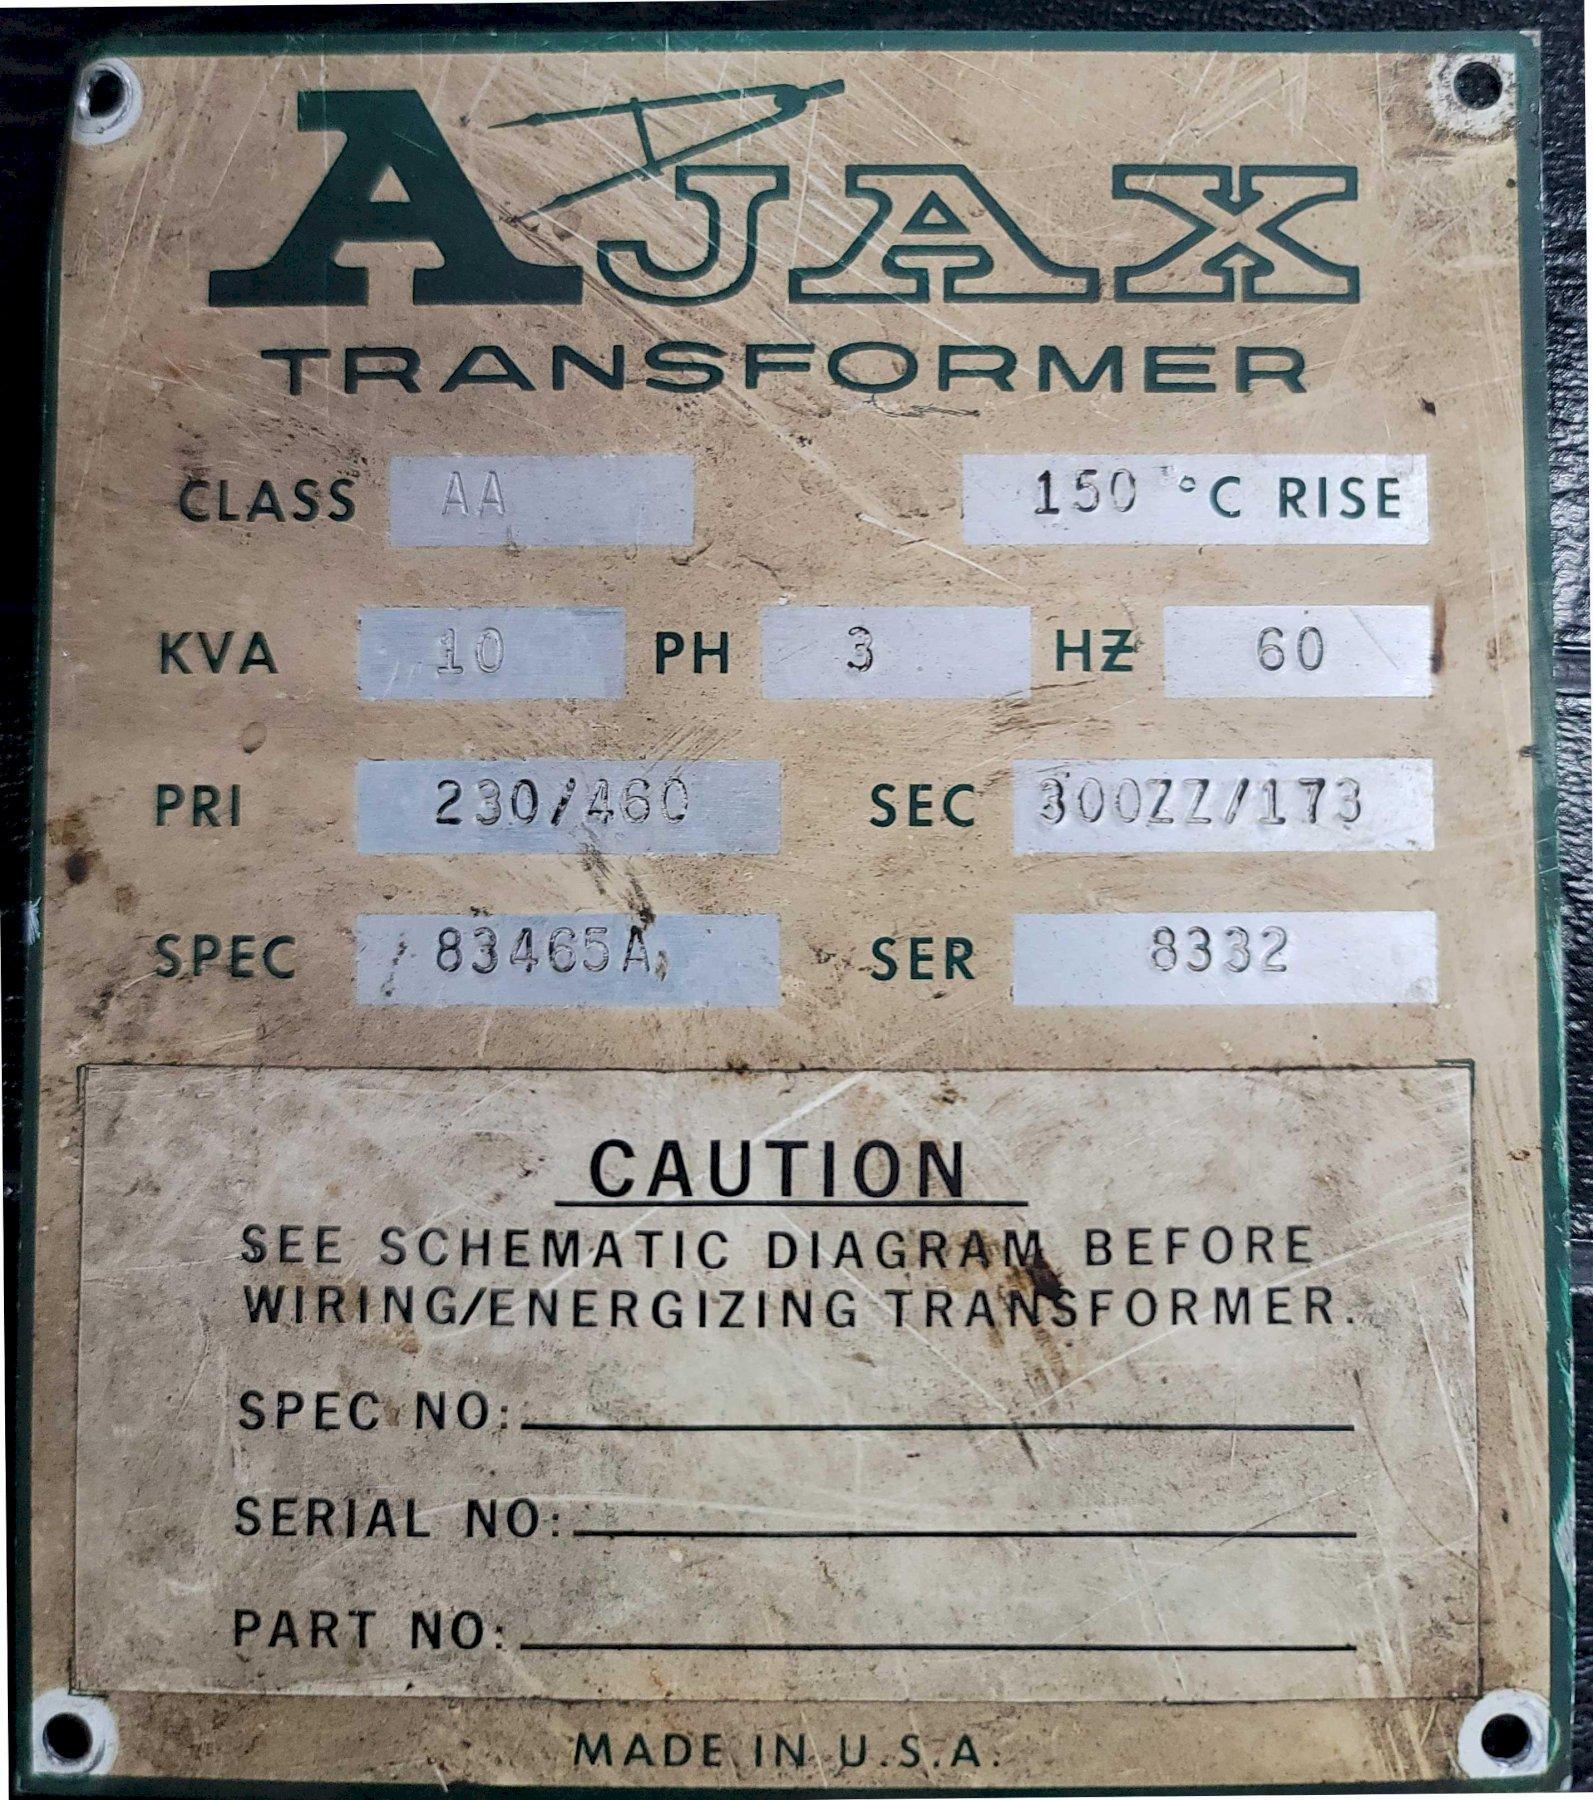 AJAX
TRANSFORMER
CLASS AA 150 °C RISE
KVA 10 PH 3 HZ 60
PRI 230/460 SEC 300ZZ/173
SPEC 83465A SER 8332
CAUTION
SEE SCHEMATIC DIAGRAM BEFORE
WIRING/ENERGIZING TRANSFORMER.
SPEC NO:
SERIAL NO:
PART NO:
MADE IN U.S.A.